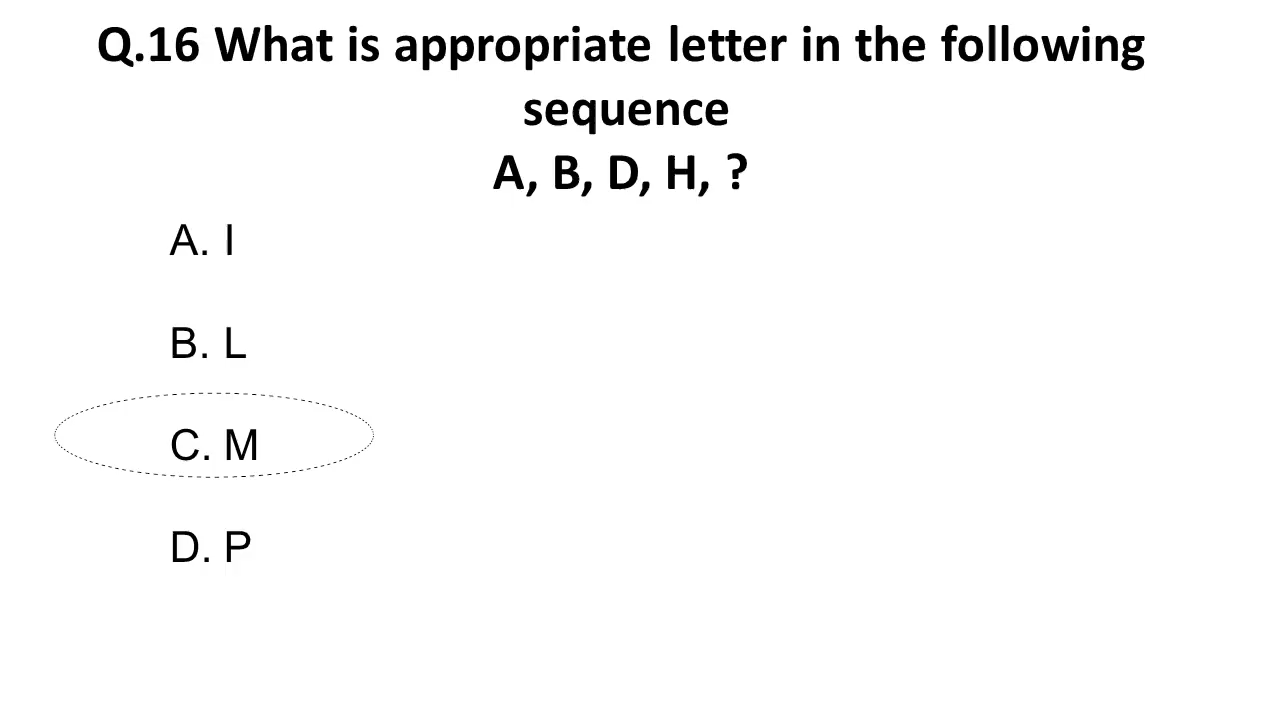 Q.16 What is appropriate letter in the following
sequence
A, B, D, H, ?
A. I
B. L
C. M
D. P